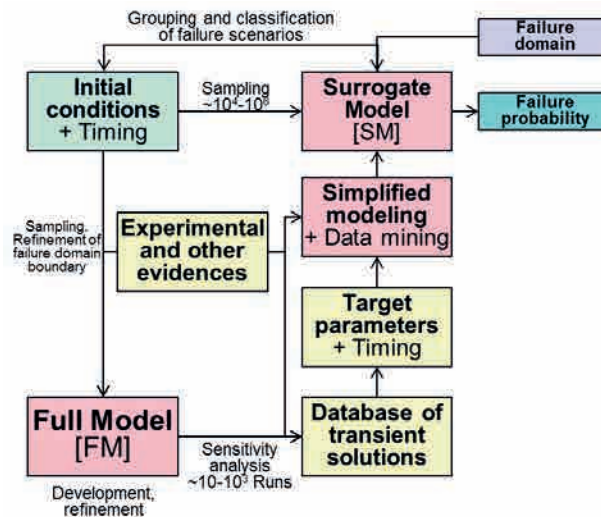 Grouping and classification
of failure scenarios
Failure
domain
Initial
conditions
+ Timing
Sampling
~10⁴-10⁸
Surrogate
Model
[SM]
Failure
probability
Sampling.
Refinement of
failure domain
boundary
Experimental
and other
evidences
Simplified
modeling
+ Data mining
Target
parameters
+ Timing
Full Model
[FM]
Sensitivity
analysis
~10-10³ Runs
Database of
transient
solutions
Development,
refinement